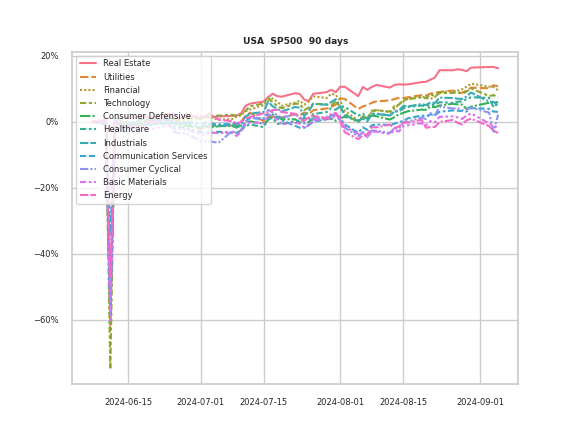 USA SP500 90 days
20%
0%
−20%
−40%
−60%
Real Estate
Utilities
Financial
Technology
Consumer Defensive
Healthcare
Industrials
Communication Services
Consumer Cyclical
Basic Materials
Energy
2024-06-15
2024-07-01
2024-07-15
2024-08-01
2024-08-15
2024-09-01